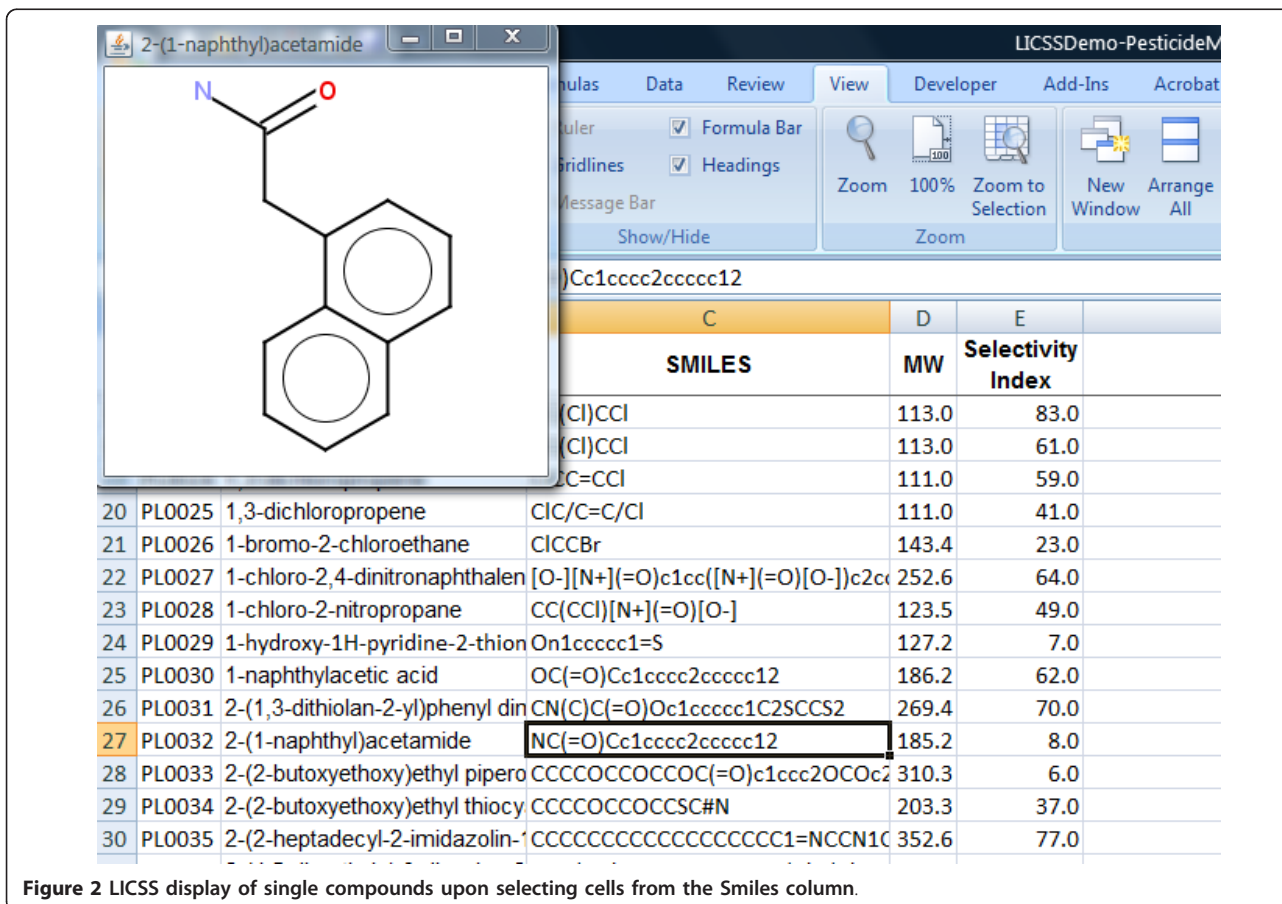 2-(1-naphthyl)acetamide
LICSSDemo-PesticideM
Data Review View Developer Add-Ins Acrobat
Formula Bar
Gridlines Headings
Message Bar
Show/Hide
Zoom 100% Zoom to Selection
100
Zoom
New Window Arrange All
N O
)Cc1cccc2ccccc12
C D E
SMILES MW Selectivity Index
(Cl)CCl 113.0 83.0
(Cl)CCl 113.0 61.0
CC=CCl 111.0 59.0
20 PL0025 1,3-dichloropropene ClC/C=C/Cl 111.0 41.0
21 PL0026 1-bromo-2-chloroethane ClCCBr 143.4 23.0
22 PL0027 1-chloro-2,4-dinitronaphthalen [O-][N+](=O)c1cc([N+](=O)[O-])c2cc 252.6 64.0
23 PL0028 1-chloro-2-nitropropane CC(CCl)[N+](=O)[O-] 123.5 49.0
24 PL0029 1-hydroxy-1H-pyridine-2-thion On1ccccc1=S 127.2 7.0
25 PL0030 1-naphthylacetic acid OC(=O)Cc1cccc2ccccc12 186.2 62.0
26 PL0031 2-(1,3-dithiolan-2-yl)phenyl din CN(C)C(=O)Oc1ccccc1C2SCCS2 269.4 70.0
27 PL0032 2-(1-naphthyl)acetamide NC(=O)Cc1cccc2ccccc12 185.2 8.0
28 PL0033 2-(2-butoxyethoxy)ethyl pipero CCCCOCCOCCOC(=O)c1ccc2OCOc2 310.3 6.0
29 PL0034 2-(2-butoxyethoxy)ethyl thiocy CCCCOCCOCCSC#N 203.3 37.0
30 PL0035 2-(2-heptadecyl-2-imidazolin-1 CCCCCCCCCCCCCCCCCC1=NCCN1C 352.6 77.0
Figure 2 LICSS display of single compounds upon selecting cells from the Smiles column.